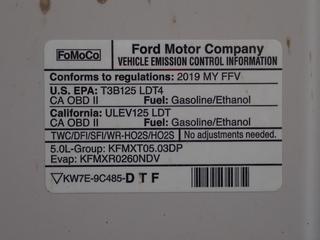 FoMoCo
Ford Motor Company
VEHICLE EMISSION CONTROL INFORMATION
Conforms to regulations: 2019 MY FFV
U.S. EPA: T3B125 LDT4
CA OBD II Fuel: Gasoline/Ethanol
California: ULEV125 LDT
CA OBD II Fuel: Gasoline/Ethanol
TWC/DFI/SFI/WR-HO2S/HO2S No adjustments needed.
5.0L-Group: KFMXT05.03DP
Evap: KFMXR0260NDV
KW7E-9C485-DTF